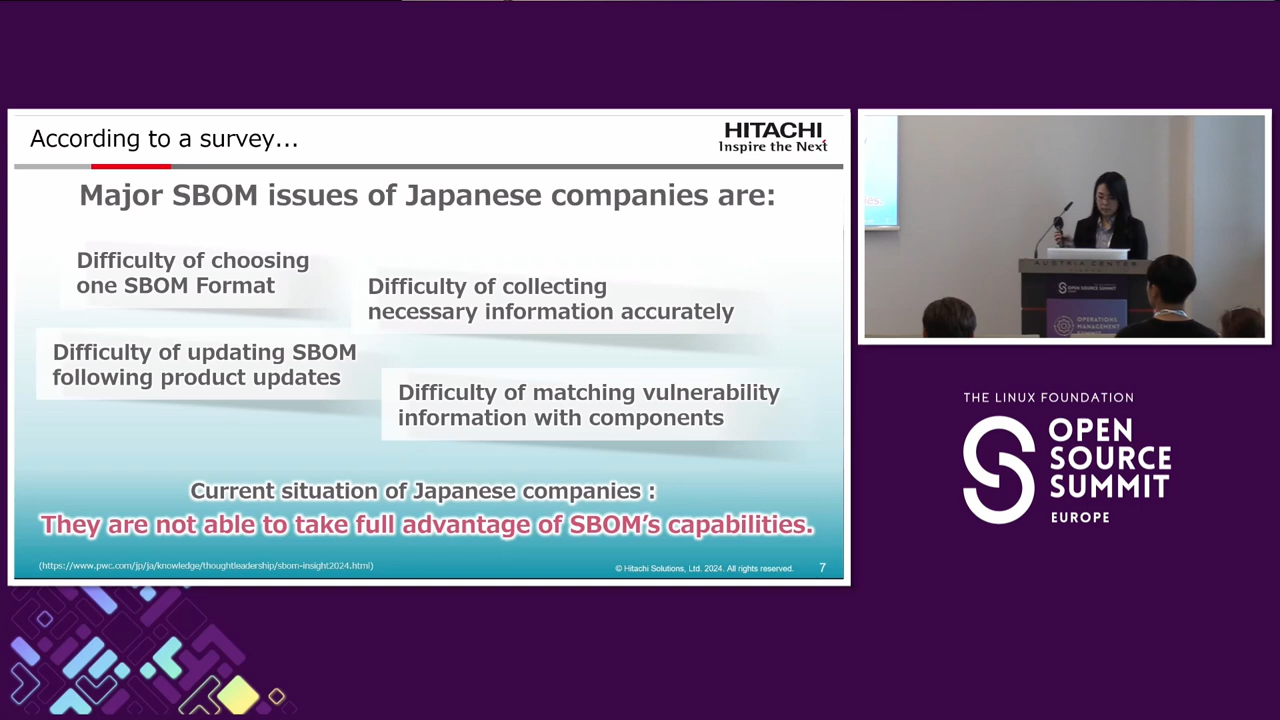 According to a survey...
HITACHI
Inspire the Next
Major SBOM issues of Japanese companies are:
Difficulty of choosing
one SBOM Format
Difficulty of collecting
necessary information accurately
Difficulty of updating SBOM
following product updates
Difficulty of matching vulnerability
information with components
Current situation of Japanese companies :
They are not able to take full advantage of SBOM's capabilities.
(https://www.pwc.com/jp/ja/knowledge/thoughtleadership/sbom-insight2024.html)
© Hitachi Solutions, Ltd. 2024. All rights reserved.
7
AUSTRIA CENTER
OPEN SOURCE SUMMIT
OPERATIONS
MANAGEMENT
THE LINUX FOUNDATION
OPEN
SOURCE
SUMMIT
EUROPE